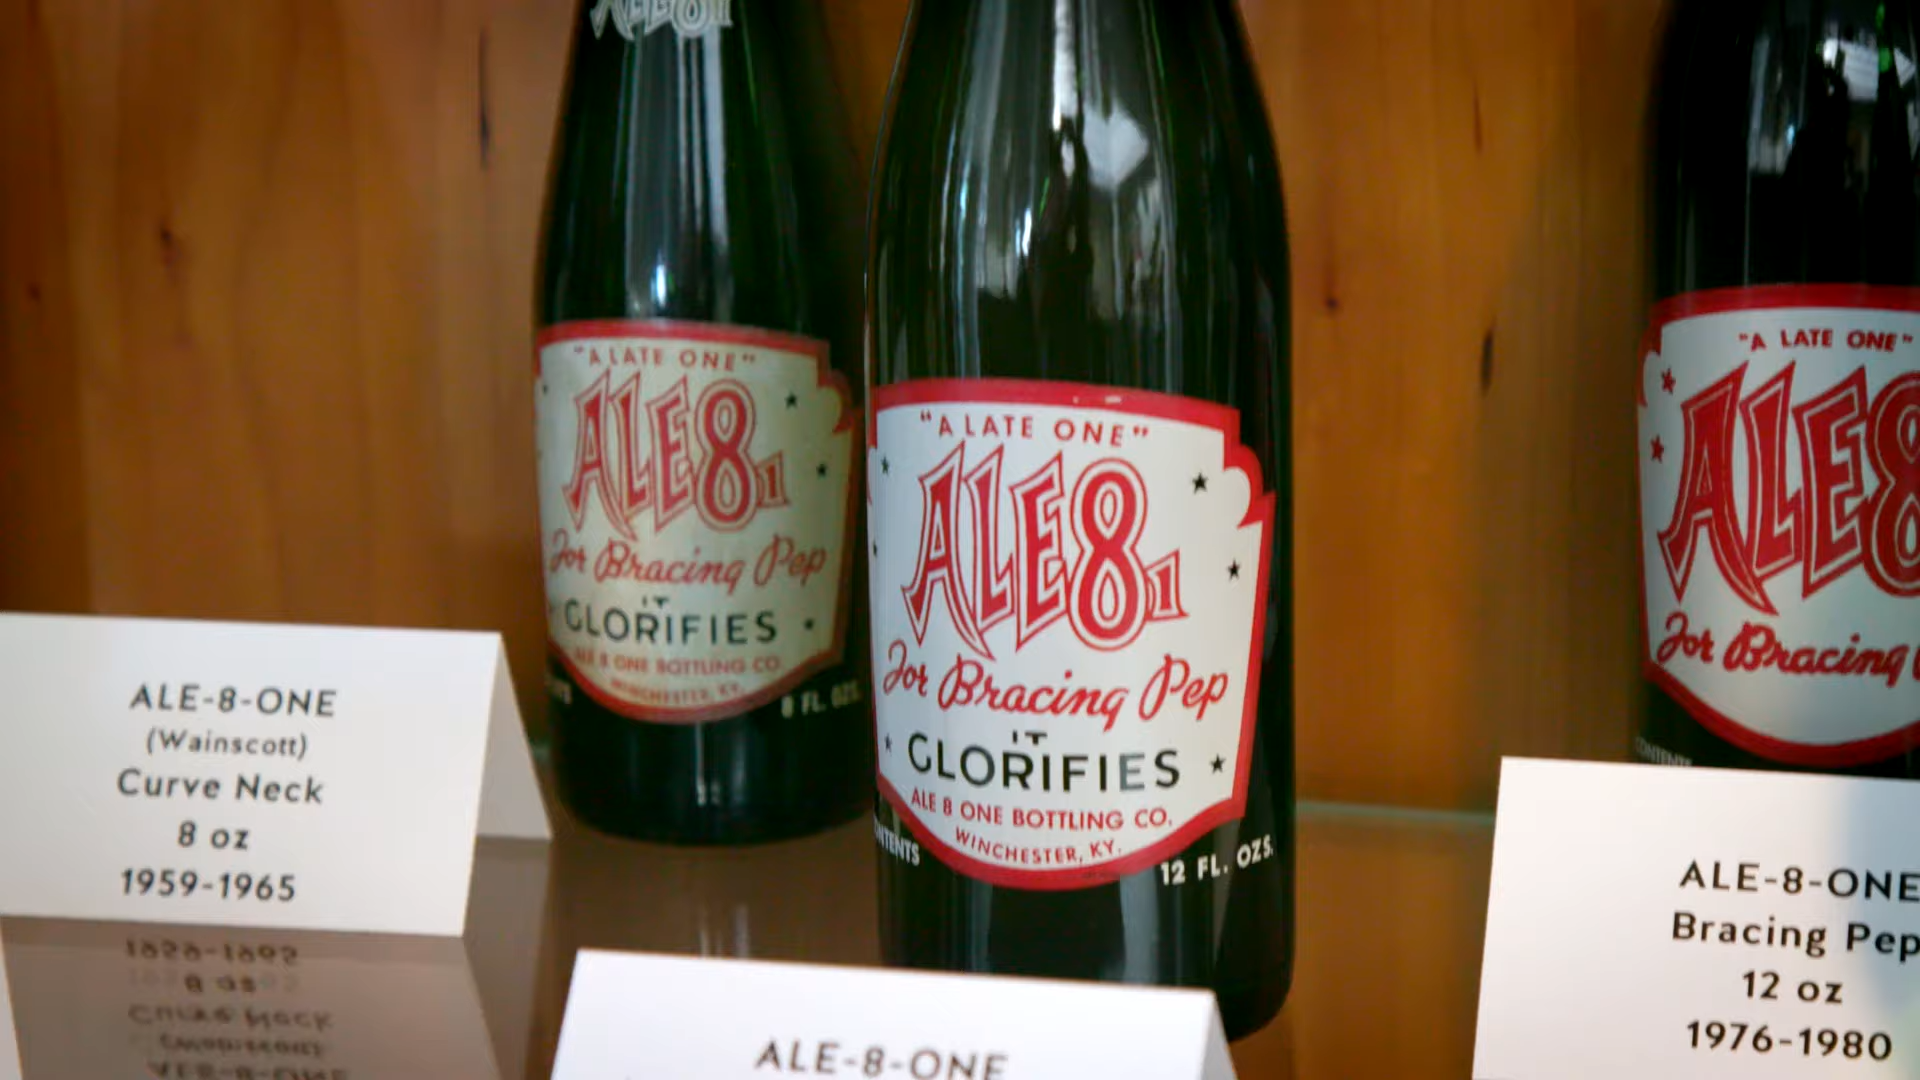 ALE 8 1
"A LATE ONE"
ALE 8 1
for Bracing Pep
IT
GLORIFIES
ALE 8 ONE BOTTLING CO.
WINCHESTER, KY.
8 FL. OZS.
"A LATE ONE"
ALE 8 1
for Bracing Pep
IT
GLORIFIES
ALE 8 ONE BOTTLING CO.
WINCHESTER, KY.
12 FL. OZS.
"A LATE ONE"
ALE 8
for Bracing
CONTENTS
ALE-8-ONE
(Wainscott)
Curve Neck
8 oz
1959-1965
ALE-8-ONE
ALE-8-ONE
Bracing Pep
12 oz
1976-1980